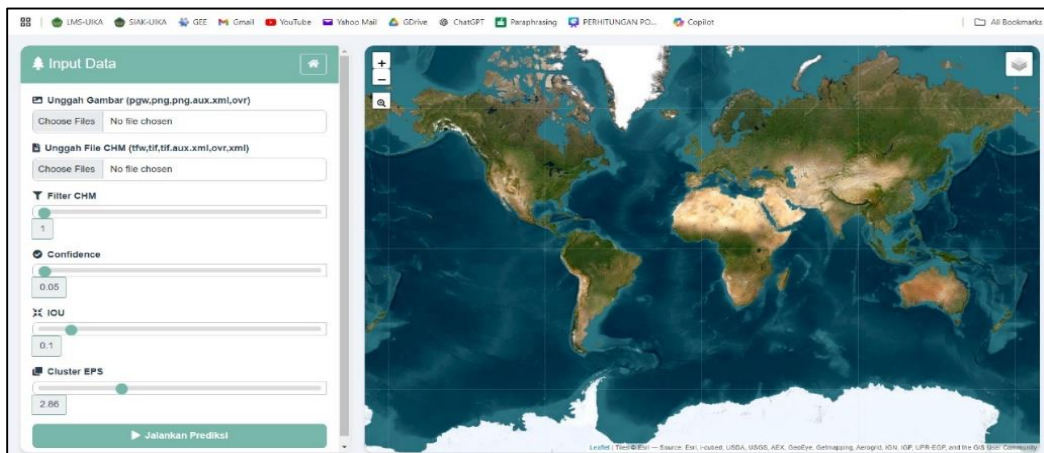 LMS-UIKA SIAK-UIKA GEE Gmail YouTube Yahoo Mail GDrive ChatGPT Paraphrasing PERHITUNGAN PO... Copilot All Bookmarks
Input Data
Unggah Gambar (pgw,png,png.aux.xml,ovr)
Choose Files No file chosen
Unggah File CHM (tfw,tif,tif.aux.xml,ovr,xml)
Choose Files No file chosen
Filter CHM
1
Confidence
0.05
IOU
0.1
Cluster EPS
2.86
Jalankan Prediksi
+
−
Leaflet | Tiles © Esri — Source: Esri, i-cubed, USDA, USGS, AEX, GeoEye, Getmapping, Aerogrid, IGN, IGP, UPR-EGP, and the GIS User Community